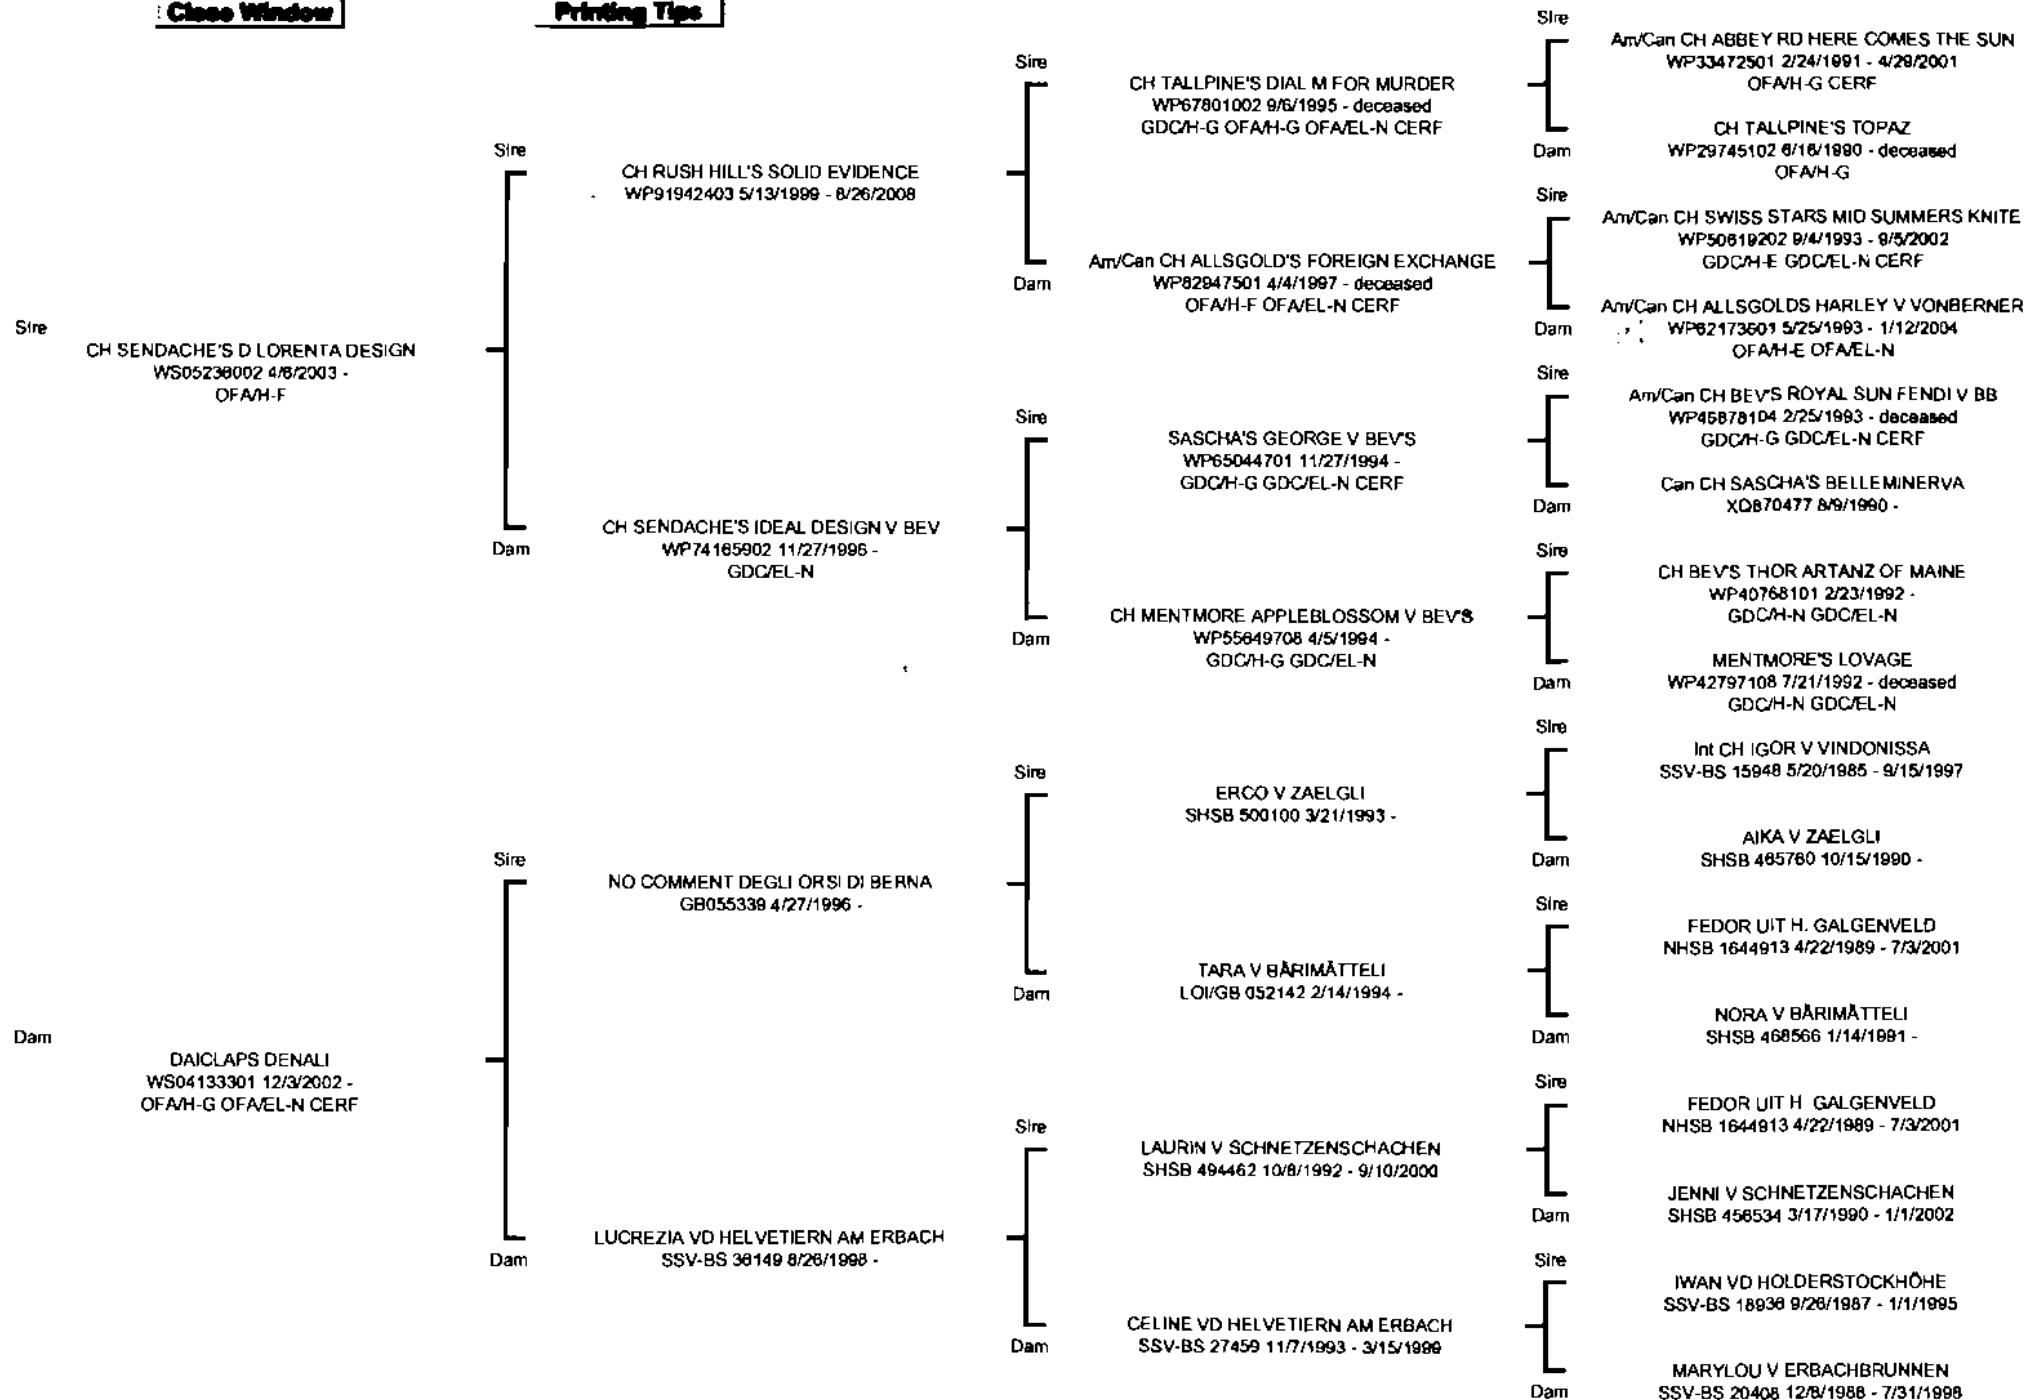 Close Window
Printing Tips
Sire
CH SENDACHE'S D LORENTA DESIGN
WS05236002 4/6/2003 -
OFA/H-F
Dam
DAICLAPS DENALI
WS04133301 12/3/2002 -
OFA/H-G OFA/EL-N CERF
Sire
CH RUSH HILL'S SOLID EVIDENCE
WP91942403 5/13/1999 - 8/26/2008
Dam
CH SENDACHE'S IDEAL DESIGN V BEV
WP74165902 11/27/1996 -
GDC/EL-N
Sire
NO COMMENT DEGLI ORSI DI BERNA
GB055339 4/27/1996 -
Dam
LUCREZIA VD HELVETIERN AM ERBACH
SSV-BS 36149 8/26/1998 -
Sire
CH TALLPINE'S DIAL M FOR MURDER
WP67801002 9/6/1995 - deceased
GDC/H-G OFA/H-G OFA/EL-N CERF
Dam
Am/Can CH ALLSGOLD'S FOREIGN EXCHANGE
WP82947501 4/4/1997 - deceased
OFA/H-F OFA/EL-N CERF
Sire
SASCHA'S GEORGE V BEV'S
WP65044701 11/27/1994 -
GDC/H-G GDC/EL-N CERF
Dam
CH MENTMORE APPLEBLOSSOM V BEV'S
WP55649708 4/5/1994 -
GDC/H-G GDC/EL-N
Sire
ERCO V ZAELGLI
SHSB 500100 3/21/1993 -
Dam
TARA V BÄRIMÄTTELI
LOI/GB 052142 2/14/1994 -
Sire
LAURIN V SCHNETZENSCHACHEN
SHSB 494462 10/8/1992 - 9/10/2000
Dam
CELINE VD HELVETIERN AM ERBACH
SSV-BS 27459 11/7/1993 - 3/15/1999
Sire
Am/Can CH ABBEY RD HERE COMES THE SUN
WP33472501 2/24/1991 - 4/29/2001
OFA/H-G CERF
Dam
CH TALLPINE'S TOPAZ
WP29745102 6/16/1990 - deceased
OFA/H-G
Sire
Am/Can CH SWISS STARS MID SUMMERS KNITE
WP50619202 9/4/1993 - 9/5/2002
GDC/H-E GDC/EL-N CERF
Dam
Am/Can CH ALLSGOLDS HARLEY V VONBERNER
WP62173601 5/25/1993 - 1/12/2004
OFA/H-E OFA/EL-N
Sire
Am/Can CH BEV'S ROYAL SUN FENDI V BB
WP45878104 2/25/1993 - deceased
GDC/H-G GDC/EL-N CERF
Dam
Can CH SASCHA'S BELLEMINERVA
XQ870477 8/9/1990 -
Sire
CH BEV'S THOR ARTANZ OF MAINE
WP40768101 2/23/1992 -
GDC/H-N GDC/EL-N
Dam
MENTMORE'S LOVAGE
WP42797108 7/21/1992 - deceased
GDC/H-N GDC/EL-N
Sire
Int CH IGOR V VINDONISSA
SSV-BS 15948 5/20/1985 - 9/15/1997
Dam
AIKA V ZAELGLI
SHSB 465760 10/15/1990 -
Sire
FEDOR UIT H. GALGENVELD
NHSB 1644913 4/22/1989 - 7/3/2001
Dam
NORA V BÄRIMÄTTELI
SHSB 468566 1/14/1991 -
Sire
FEDOR UIT H GALGENVELD
NHSB 1644913 4/22/1989 - 7/3/2001
Dam
JENNI V SCHNETZENSCHACHEN
SHSB 456534 3/17/1990 - 1/1/2002
Sire
IWAN VD HOLDERSTOCKHÖHE
SSV-BS 18936 9/26/1987 - 1/1/1995
Dam
MARYLOU V ERBACHBRUNNEN
SSV-BS 20408 12/8/1988 - 7/31/1998